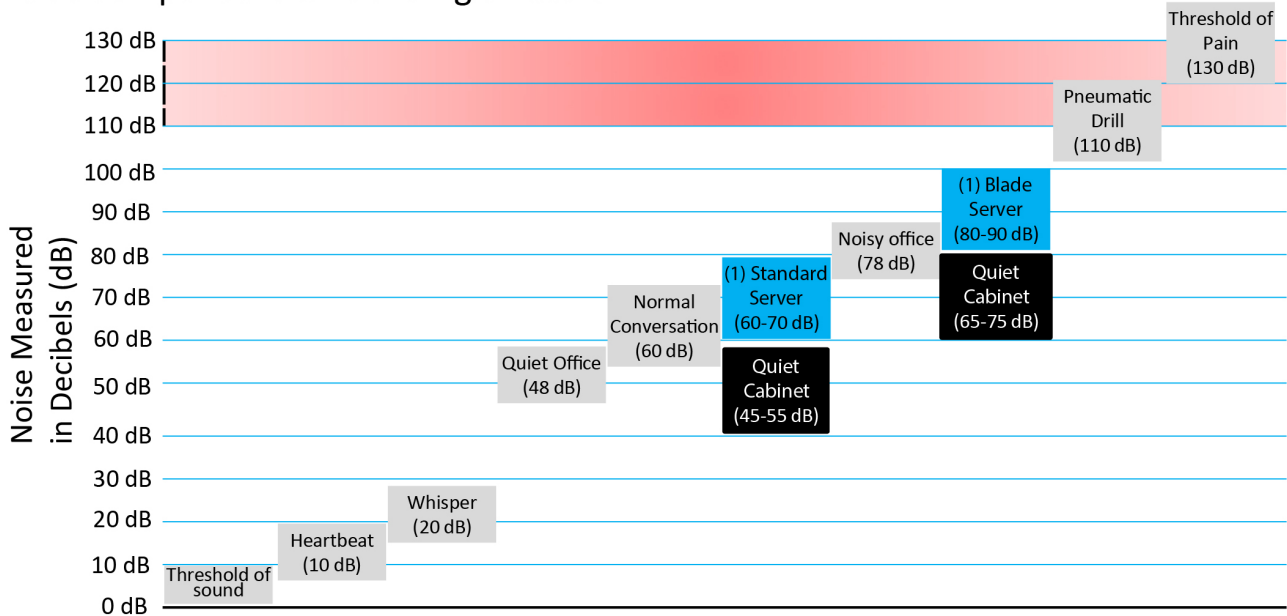 Threshold of
Pain
(130 dB)
130 dB
120 dB
110 dB
100 dB
90 dB
80 dB
70 dB
60 dB
50 dB
40 dB
30 dB
20 dB
10 dB
0 dB
Noise Measured
in Decibels (dB)
Pneumatic
Drill
(110 dB)
(1) Blade
Server
(80-90 dB)
Quiet
Cabinet
(65-75 dB)
Noisy office
(78 dB)
(1) Standard
Server
(60-70 dB)
Quiet
Cabinet
(45-55 dB)
Normal
Conversation
(60 dB)
Quiet Office
(48 dB)
Whisper
(20 dB)
Heartbeat
(10 dB)
Threshold of
sound